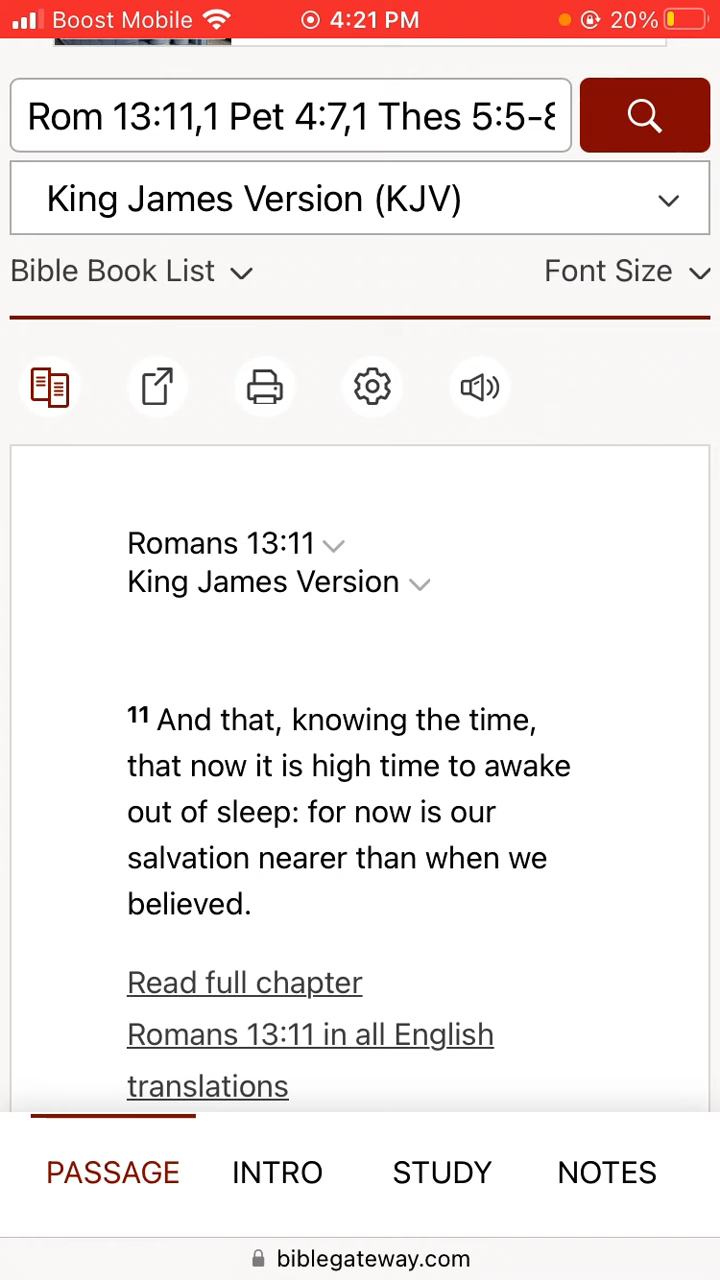 Boost Mobile 4:21 PM 20%
Rom 13:11,1 Pet 4:7,1 Thes 5:5-8
King James Version (KJV)
Bible Book List Font Size
Romans 13:11
King James Version
11 And that, knowing the time,
that now it is high time to awake
out of sleep: for now is our
salvation nearer than when we
believed.
Read full chapter
Romans 13:11 in all English
translations
PASSAGE INTRO STUDY NOTES
biblegateway.com